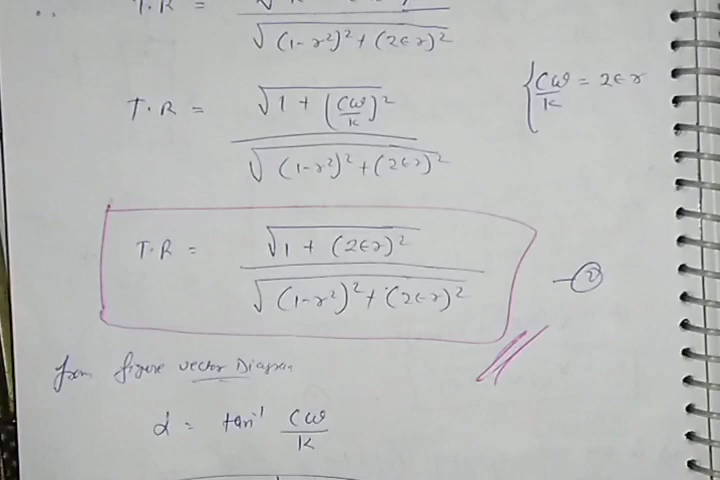 ∴ T.R =
√(1-r²)² + (2ϵr)²
T.R = √1 + (cω/k)² / √(1-r²)² + (2ϵr)²
{cω/k = 2ϵr
T.R = √1 + (2ϵr)² / √(1-r²)² + (2ϵr)² — ②
from figure vector Diagram
α = tan⁻¹ cω/k